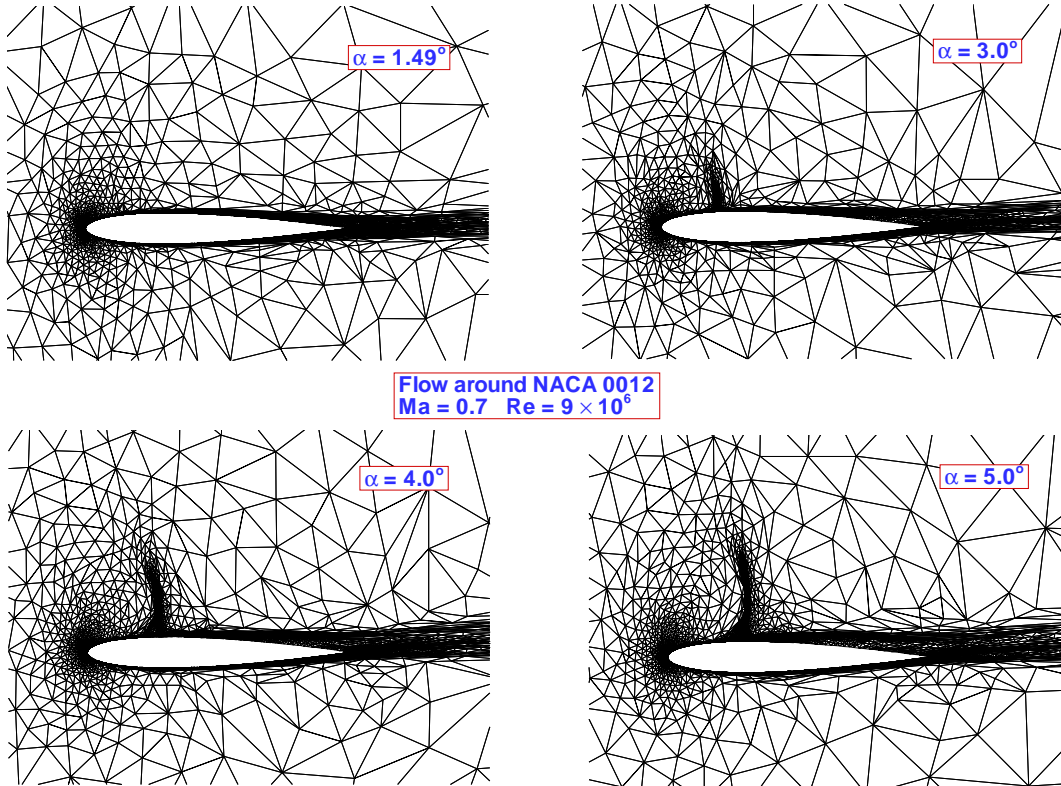 α = 1.49°
α = 3.0°
Flow around NACA 0012
Ma = 0.7 Re = 9 × 10⁶
α = 4.0°
α = 5.0°